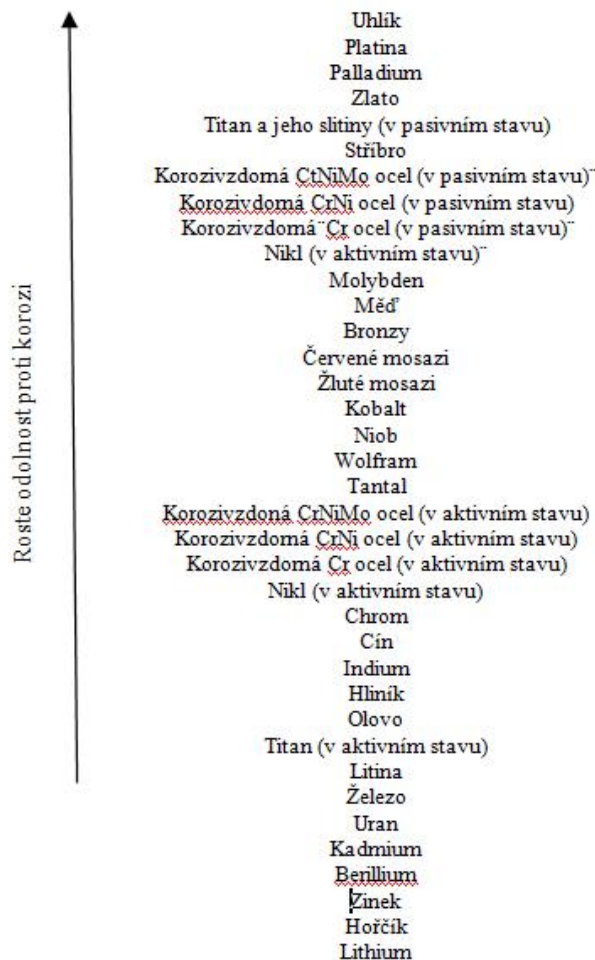 Uhlík
Platina
Palladium
Zlato
Titan a jeho slitiny (v pasivním stavu)
Stříbro
Korozivzdorná CtNiMo ocel (v pasivním stavu)¨
Korozivdorná CrNi ocel (v pasivním stavu)
Korozivzdorná¨Cr ocel (v pasivním stavu)¨
Nikl (v aktivním stavu)¨
Molybden
Měď
Bronzy
Červené mosazi
Žluté mosazi
Kobalt
Niob
Wolfram
Tantal
Korozivzdoná CrNiMo ocel (v aktivním stavu)
Korozivzdorná CrNi ocel (v aktivním stavu)
Korozivzdorná Cr ocel (v aktivním stavu)
Nikl (v aktivním stavu)
Chrom
Cín
Indium
Hliník
Olovo
Titan (v aktivním stavu)
Litina
Železo
Uran
Kadmium
Berillium
Zinek
Hořčík
Lithium
Roste odolnost proti korozi